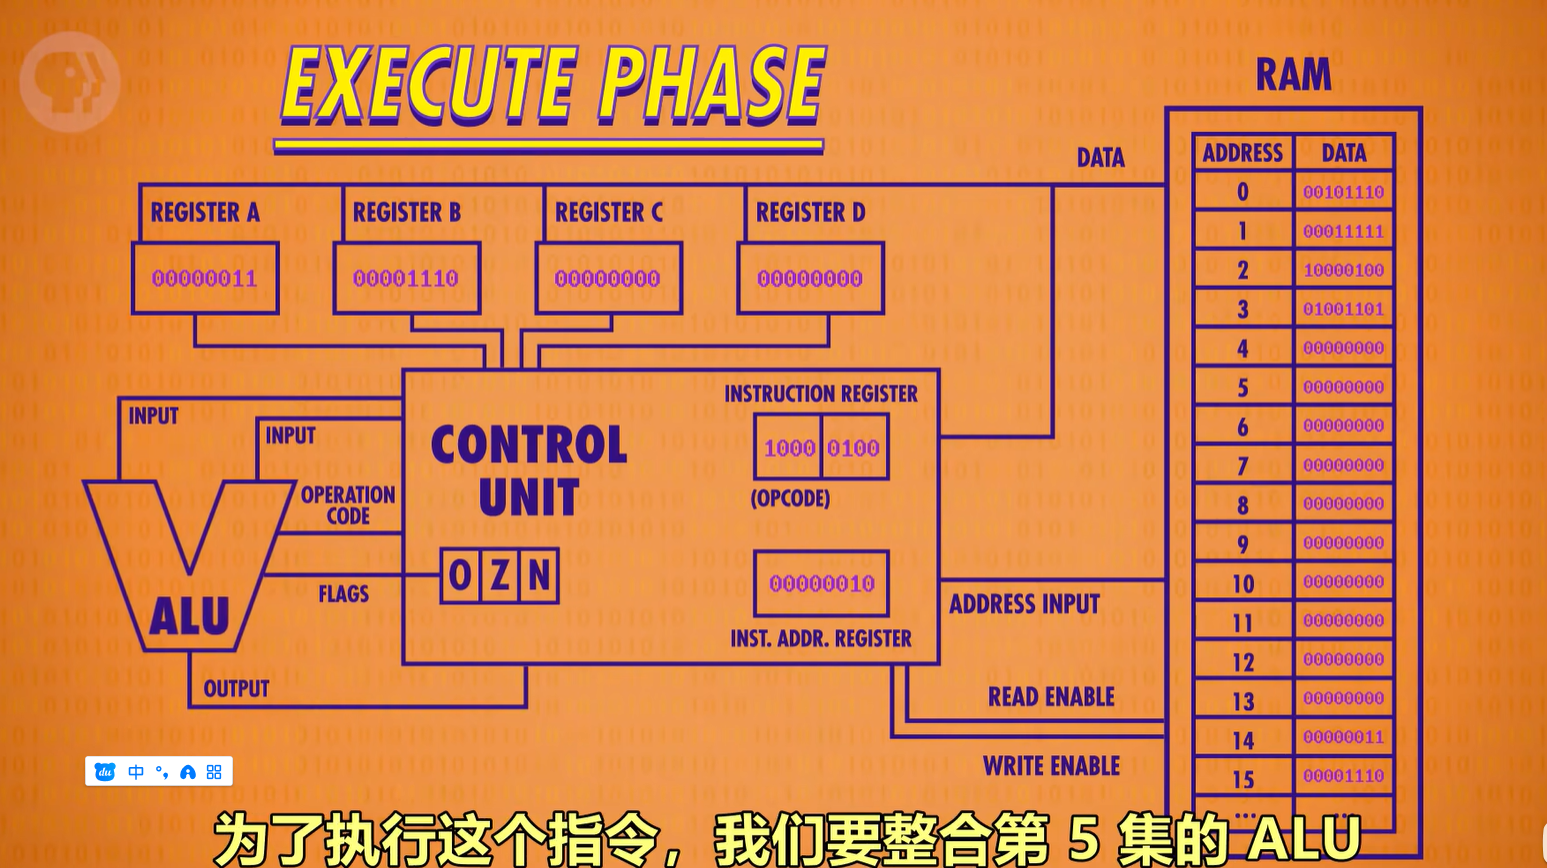 EXECUTE PHASE
RAM
DATA
ADDRESS DATA
0 00101110
1 00011111
2 10000100
3 01001101
4 00000000
5 00000000
6 00000000
7 00000000
8 00000000
9 00000000
10 00000000
11 00000000
12 00000000
13 00000000
14 00000011
15 00001110
... ...
REGISTER A
00000011
REGISTER B
00001110
REGISTER C
00000000
REGISTER D
00000000
INPUT
INPUT
OPERATION
CODE
FLAGS
ALU
OUTPUT
CONTROL
UNIT
O Z N
INSTRUCTION REGISTER
1000 0100
(OPCODE)
00000010
INST. ADDR. REGISTER
ADDRESS INPUT
READ ENABLE
WRITE ENABLE
du 中 °,
为了执行这个指令，我们要整合第 5 集的 ALU